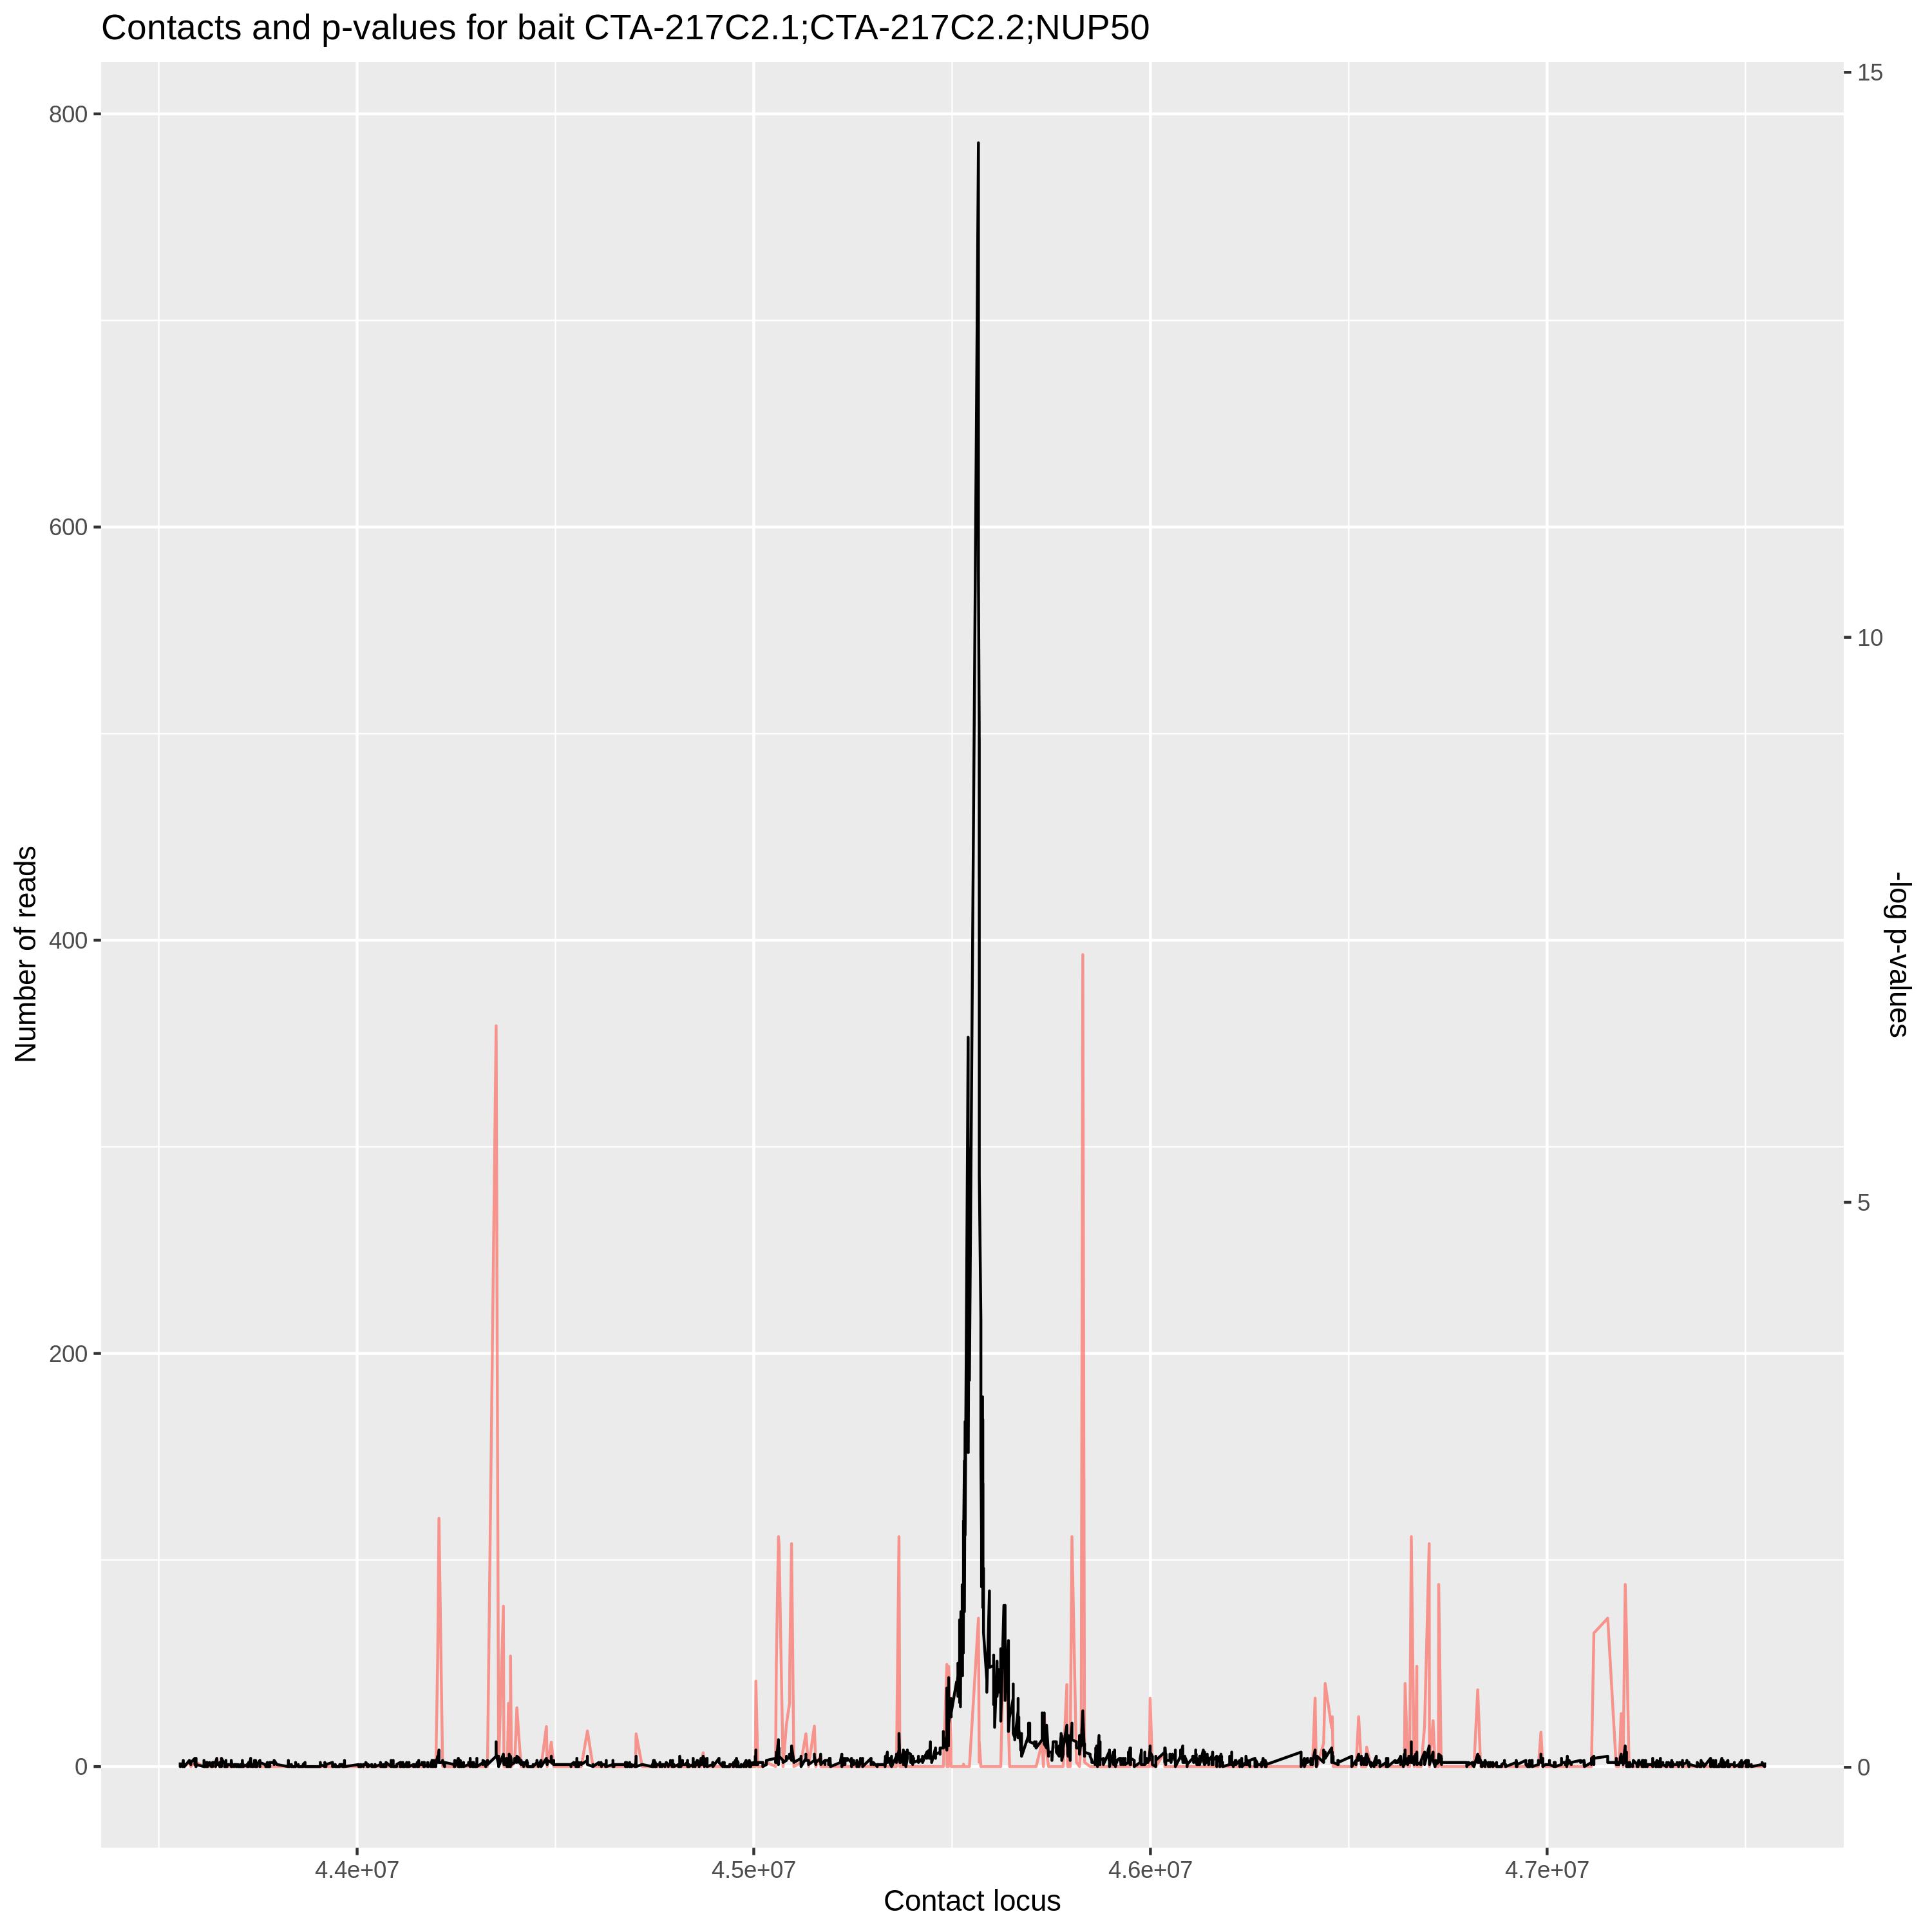 Contacts and p-values for bait CTA-217C2.1;CTA-217C2.2;NUP50
800
600
400
200
0
Number of reads
15
10
5
0
-log p-values
4.4e+07
4.5e+07
4.6e+07
4.7e+07
Contact locus